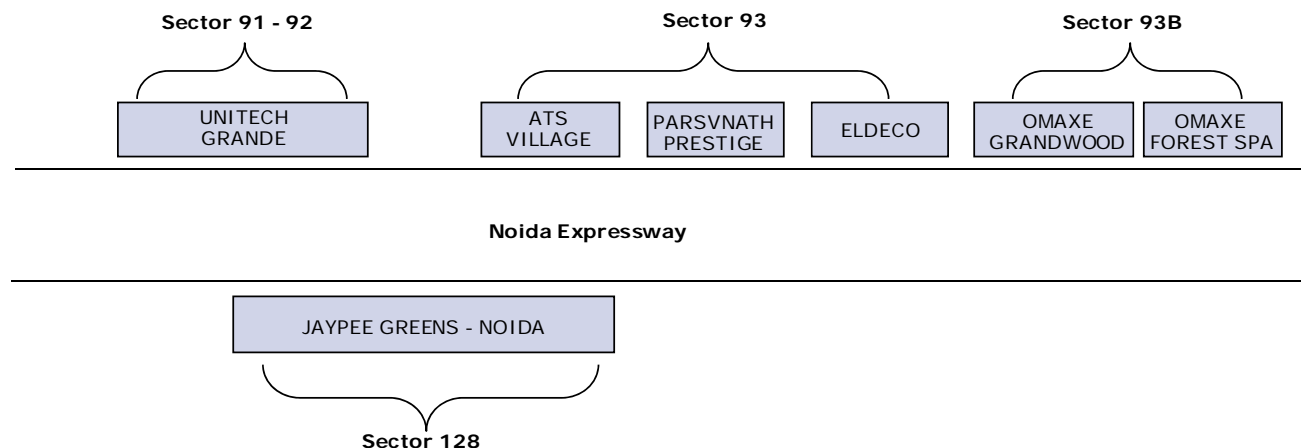 Sector 91 - 92
Sector 93
Sector 93B
UNITECH
GRANDE
ATS
VILLAGE
PARSVNATH
PRESTIGE
ELDECO
OMAXE
GRANDWOOD
OMAXE
FOREST SPA
Noida Expressway
JAYPEE GREENS - NOIDA
Sector 128